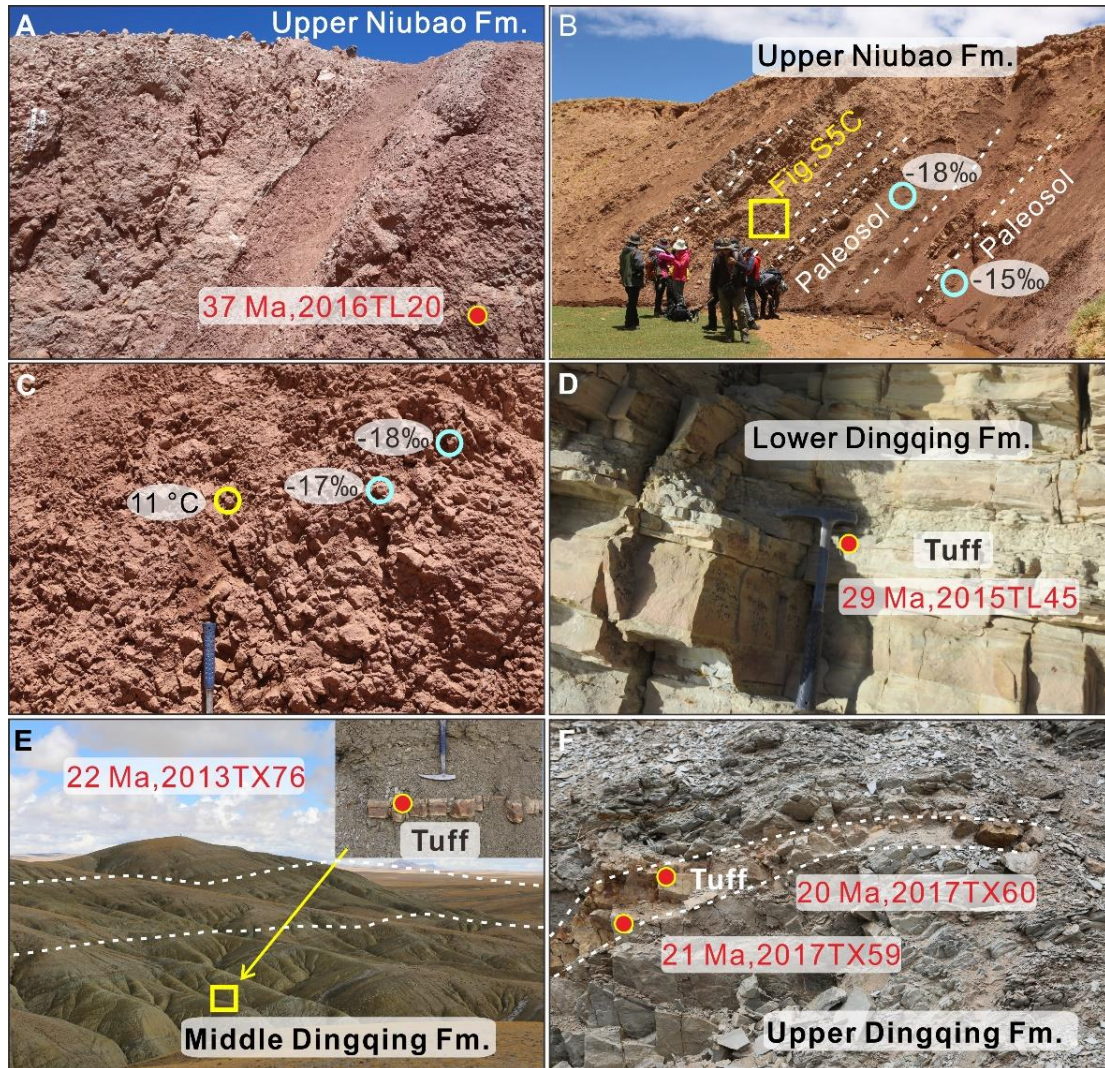 A
Upper Niubao Fm.
37 Ma,2016TL20
B
Upper Niubao Fm.
Fig.S5C
-18‰
Paleosol
Paleosol
-15‰
C
-18‰
-17‰
11 °C
D
Lower Dingqing Fm.
Tuff
29 Ma,2015TL45
E
22 Ma,2013TX76
Tuff
Middle Dingqing Fm.
F
Tuff
20 Ma,2017TX60
21 Ma,2017TX59
Upper Dingqing Fm.